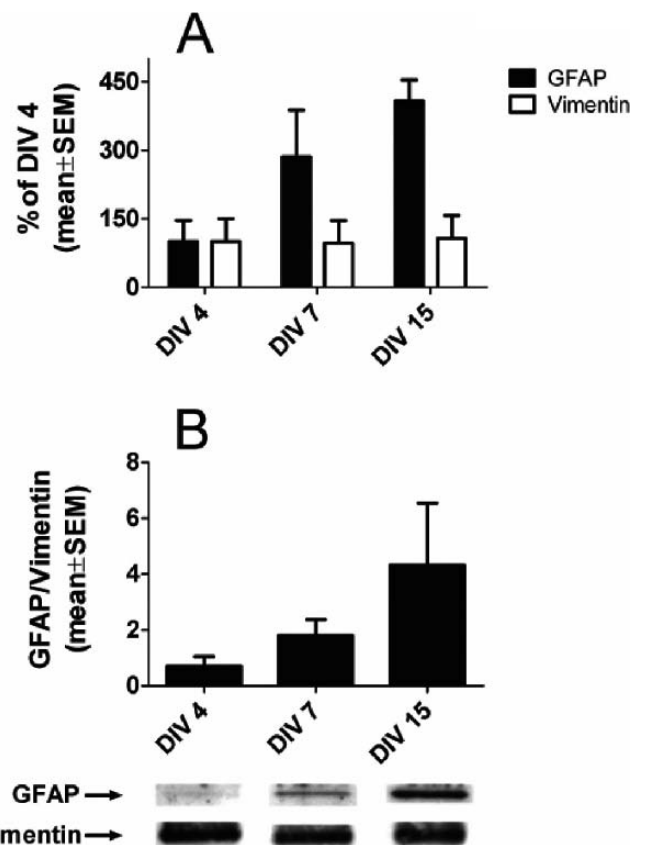 A
GFAP
Vimentin
% of DIV 4
(mean±SEM)
450
300
150
0
DIV 4
DIV 7
DIV 15
B
GFAP/Vimentin
(mean±SEM)
8
6
4
2
0
DIV 4
DIV 7
DIV 15
GFAP
mentin